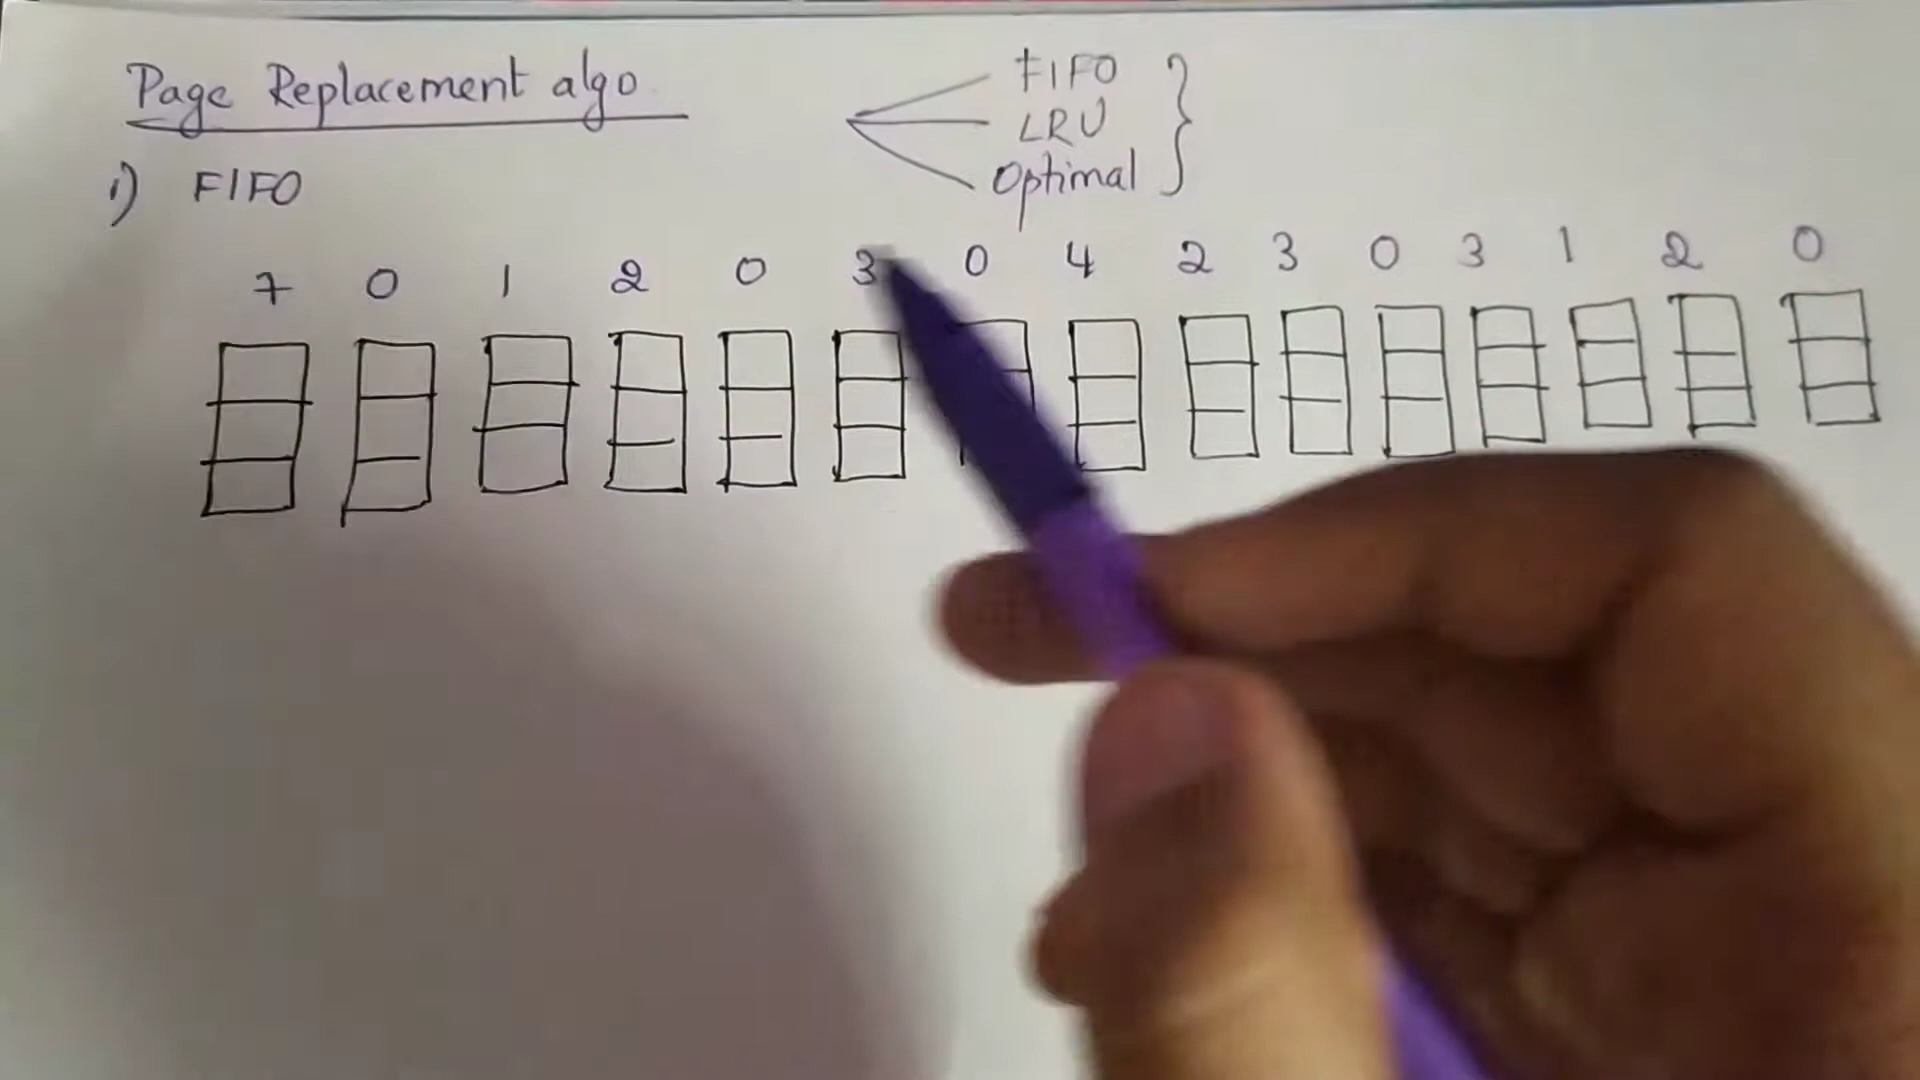 Page Replacement algo
FIFO
LRU
Optimal
i) FIFO
7 0 1 2 0 3 0 4 2 3 0 3 1 2 0